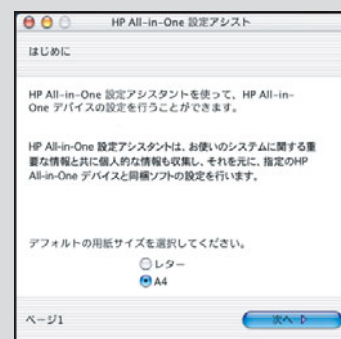 HP All-in-One 設定アシスト
はじめに
HP All-in-One 設定アシスタントを使って、HP All-in-
One デバイスの設定を行うことができます。
HP All-in-One 設定アシスタントは、お使いのシステムに関する重
要な情報と共に個人的な情報も収集し、それを元に、指定のHP
All-in-One デバイスと同梱ソフトの設定を行います。
デフォルトの用紙サイズを選択してください。
レター
A4
ページ1
次へ